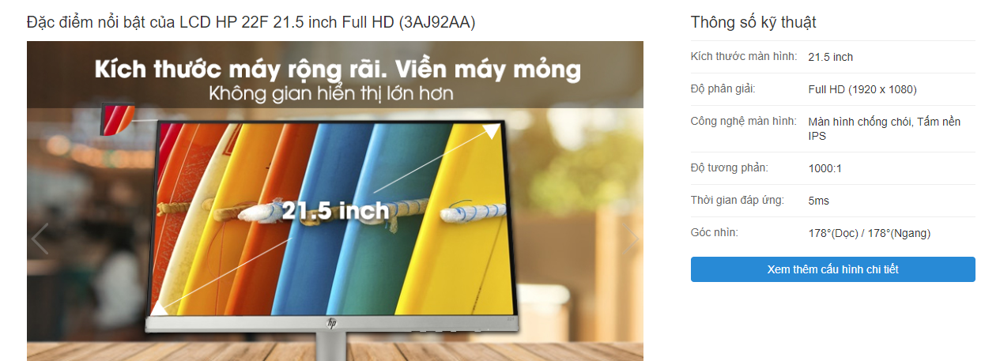 Đặc điểm nổi bật của LCD HP 22F 21.5 inch Full HD (3AJ92AA)
Kích thước máy rộng rãi. Viền máy mỏng
Không gian hiển thị lớn hơn
21.5 inch
hp
Thông số kỹ thuật
Kích thước màn hình: 21.5 inch
Độ phân giải: Full HD (1920 x 1080)
Công nghệ màn hình: Màn hình chống chói, Tấm nền
IPS
Độ tương phản: 1000:1
Thời gian đáp ứng: 5ms
Góc nhìn: 178°(Dọc) / 178°(Ngang)
Xem thêm cấu hình chi tiết